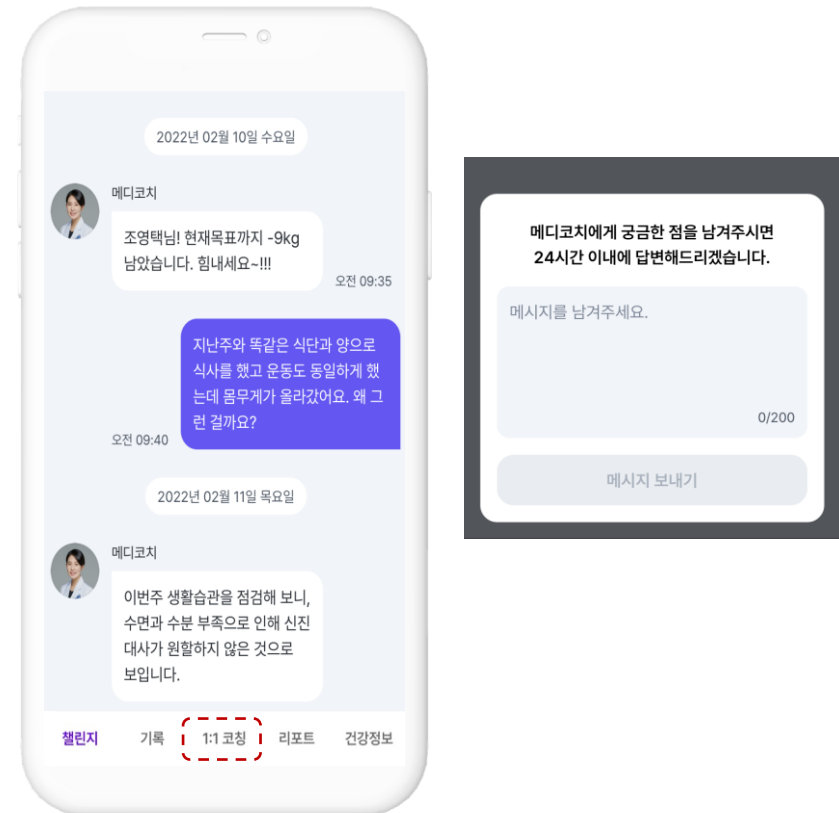 2022년 02월 10일 수요일
메디코치
조영택님! 현재목표까지 -9kg
남았습니다. 힘내세요~!!!
오전 09:35
지난주와 똑같은 식단과 양으로
식사를 했고 운동도 동일하게 했
는데 몸무게가 올라갔어요. 왜 그
런 걸까요?
오전 09:40
2022년 02월 11일 목요일
메디코치
이번주 생활습관을 점검해 보니,
수면과 수분 부족으로 인해 신진
대사가 원할하지 않은 것으로
보입니다.
챌린지 기록 1:1 코칭 리포트 건강정보
메디코치에게 궁금한 점을 남겨주시면
24시간 이내에 답변해드리겠습니다.
메시지를 남겨주세요.
0/200
메시지 보내기